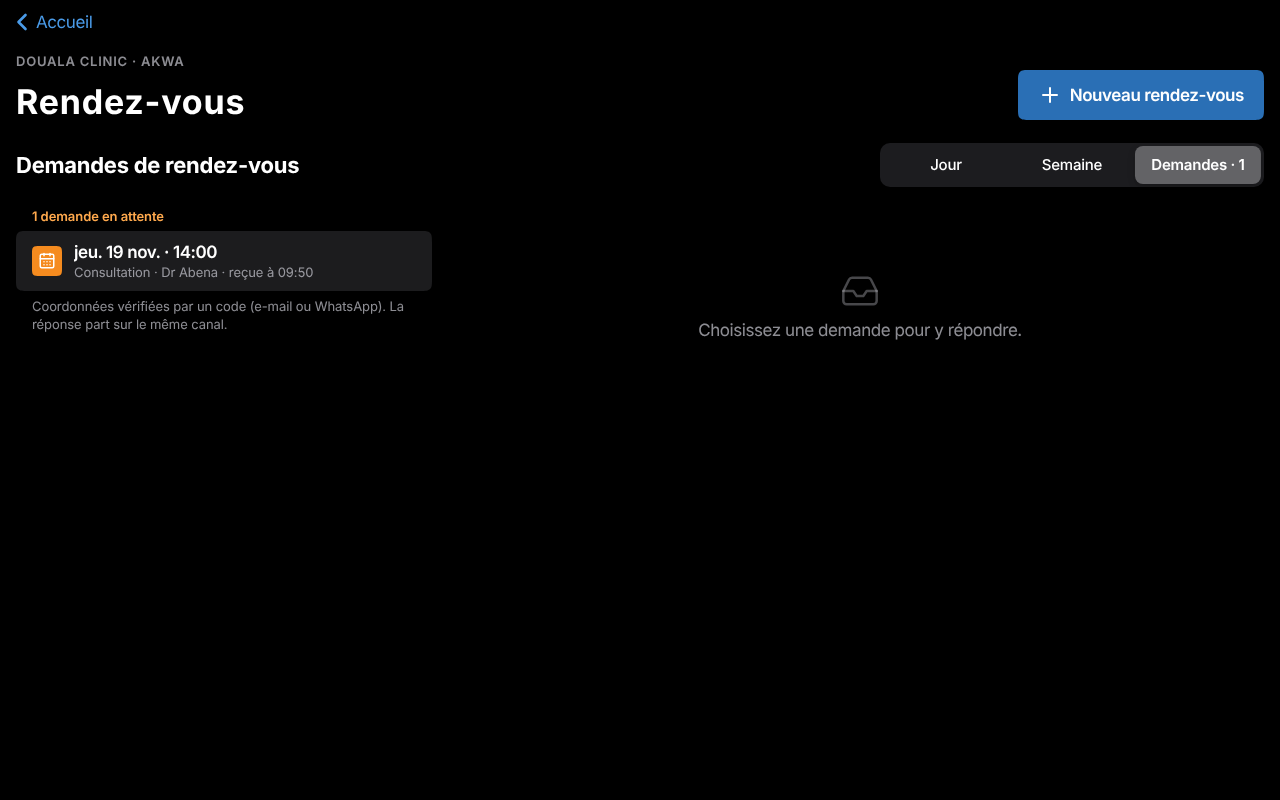 Accueil
DOUALA CLINIC · AKWA
Rendez-vous
Nouveau rendez-vous
Demandes de rendez-vous
Jour
Semaine
Demandes · 1
1 demande en attente
jeu. 19 nov. · 14:00
Consultation · Dr Abena · reçue à 09:50
Coordonnées vérifiées par un code (e-mail ou WhatsApp). La
réponse part sur le même canal.
Choisissez une demande pour y répondre.